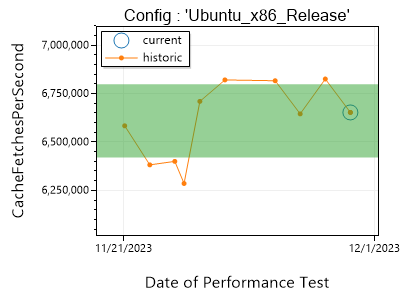 Config : 'Ubuntu_x86_Release'
CacheFetchesPerSecond
7,000,000
6,750,000
6,500,000
6,250,000
current
historic
11/21/2023
12/1/2023
Date of Performance Test